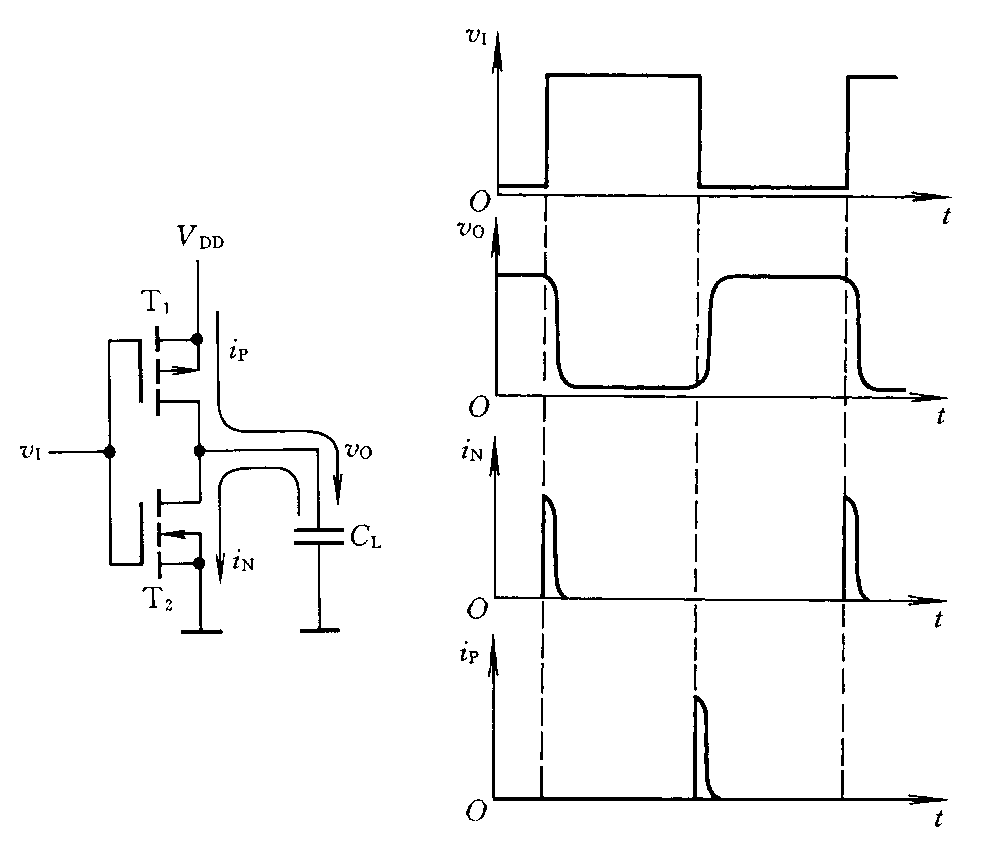 V_DD
T_1
i_P
v_I
v_O
C_L
i_N
T_2
v_I
O
t
v_O
O
t
i_N
O
t
i_P
O
t